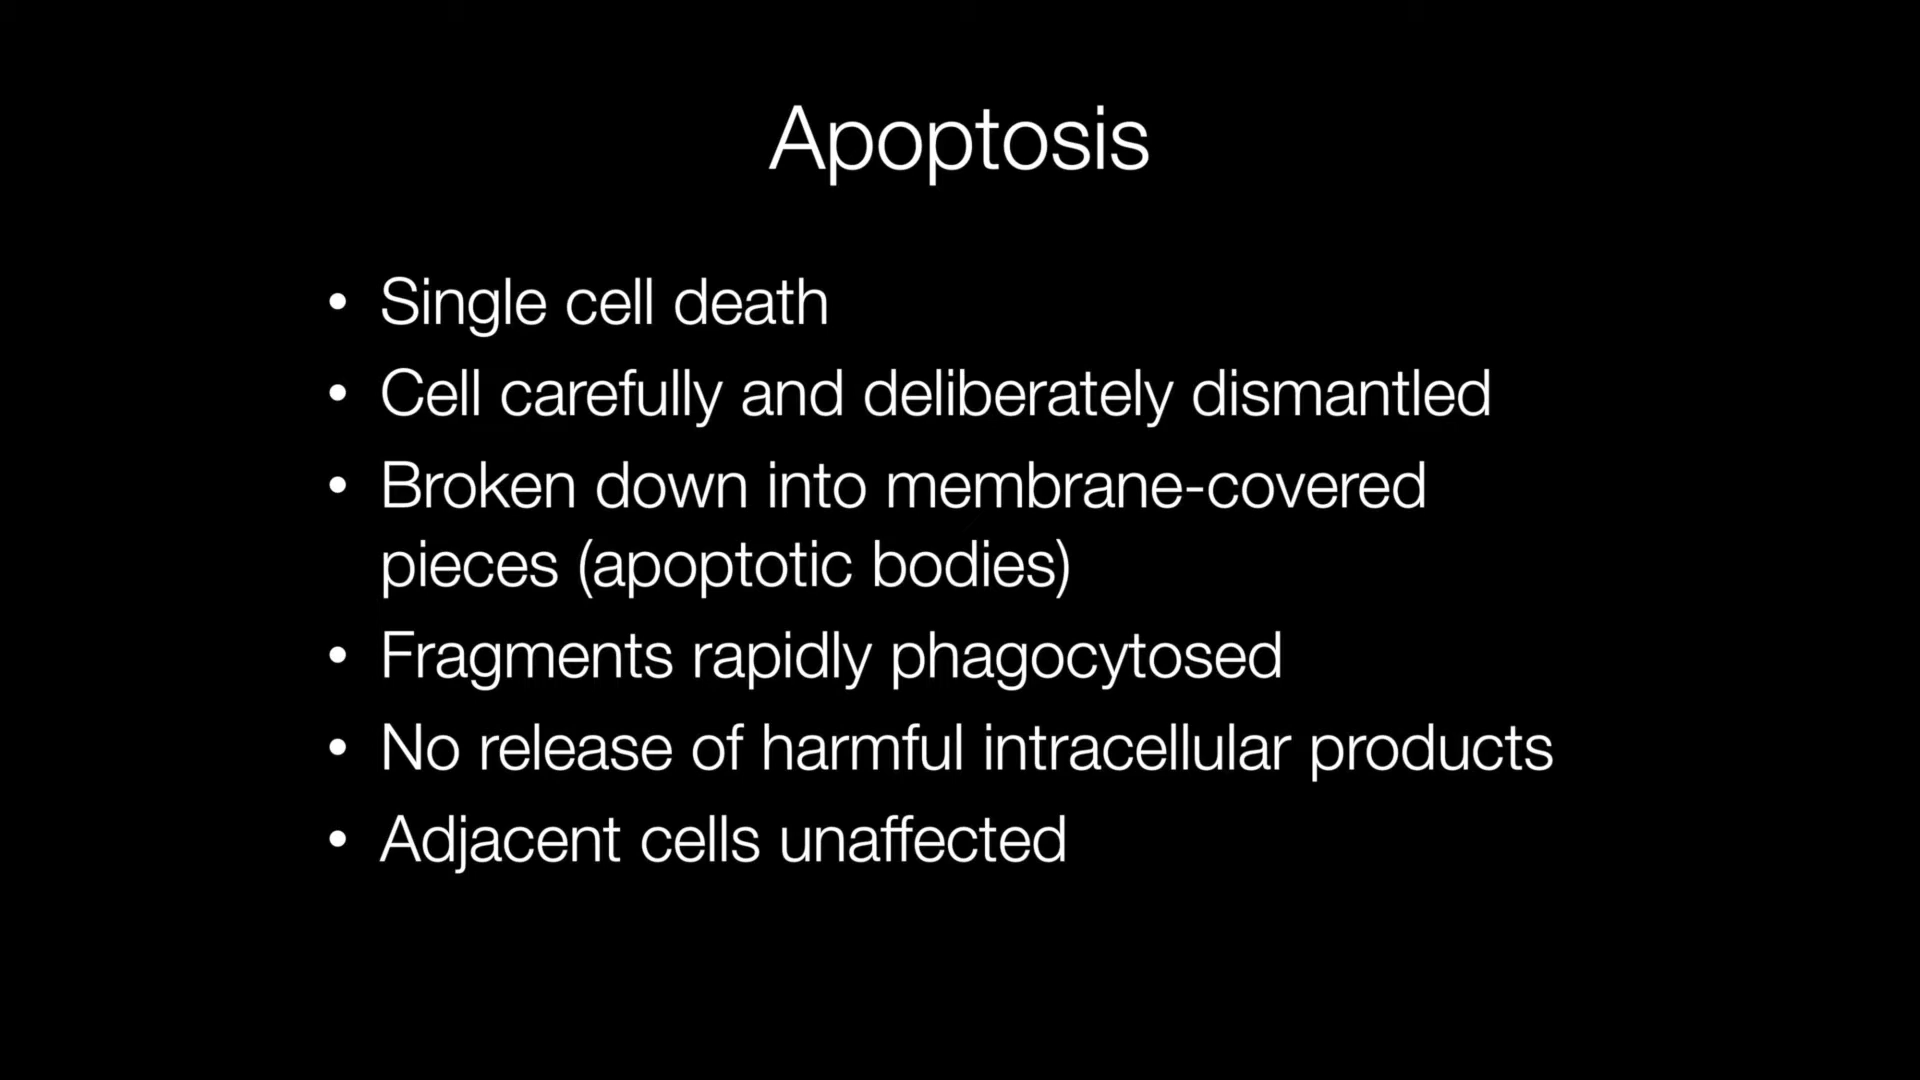 Apoptosis
• Single cell death
• Cell carefully and deliberately dismantled
• Broken down into membrane-covered
pieces (apoptotic bodies)
• Fragments rapidly phagocytosed
• No release of harmful intracellular products
• Adjacent cells unaffected